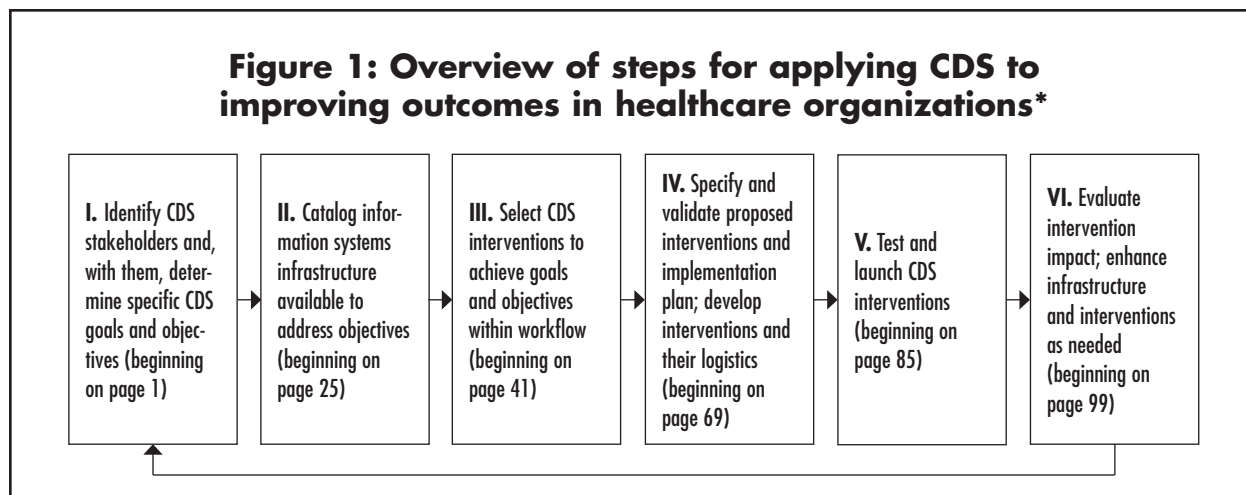 Figure 1: Overview of steps for applying CDS to
improving outcomes in healthcare organizations*
I. Identify CDS
stakeholders and,
with them, deter-
mine specific CDS
goals and objec-
tives (beginning
on page 1)
II. Catalog infor-
mation systems
infrastructure
available to
address objectives
(beginning on
page 25)
III. Select CDS
interventions to
achieve goals
and objectives
within workflow
(beginning on
page 41)
IV. Specify and
validate proposed
interventions and
implementation
plan; develop
interventions and
their logistics
(beginning on
page 69)
V. Test and
launch CDS
interventions
(beginning on
page 85)
VI. Evaluate
intervention
impact; enhance
infrastructure
and interventions
as needed
(beginning on
page 99)